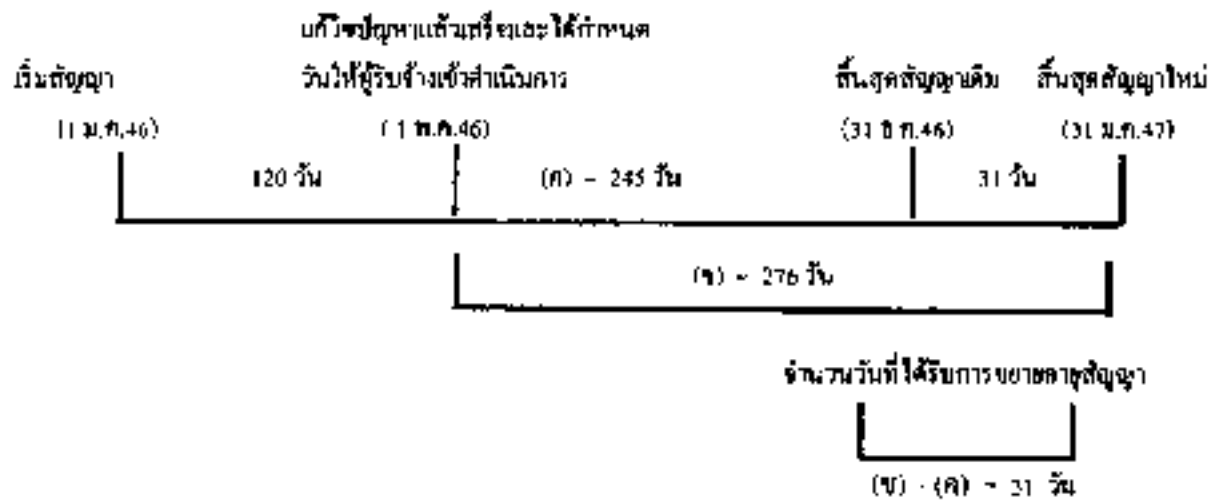 แก้ไขปัญหาแล้วเสร็จและได้กำหนด
เริ่มสัญญา วันให้ผู้รับจ้างเข้าดำเนินการ สิ้นสุดสัญญาเดิม สิ้นสุดสัญญาใหม่
(1 ม.ค.46) (1 พ.ค.46) (31 ธ.ค.46) (31 ม.ค.47)
120 วัน (ค) = 245 วัน 31 วัน
(ข) = 276 วัน
จำนวนวันที่ได้รับการขยายอายุสัญญา
(ข) - (ค) = 31 วัน